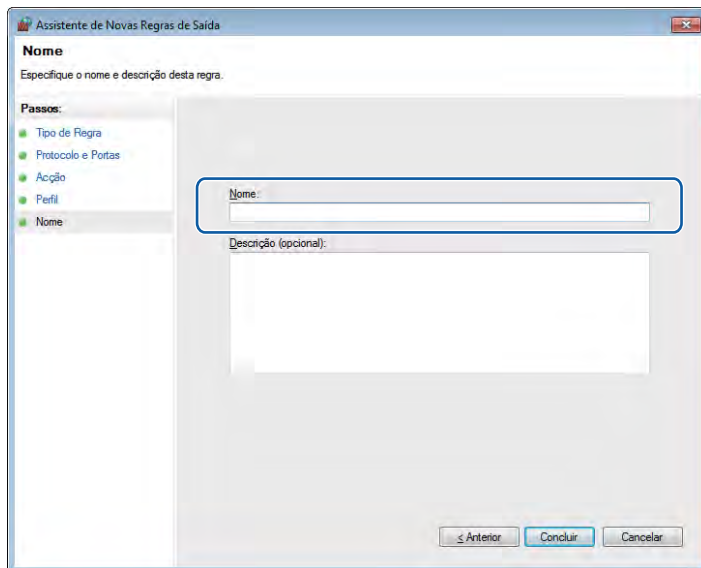 Assistente de Novas Regras de Saída
Nome
Especifique o nome e descrição desta regra.
Passos:
Tipo de Regra
Protocolo e Portas
Acção
Perfil
Nome
Nome:
Descrição (opcional):
< Anterior
Concluir
Cancelar